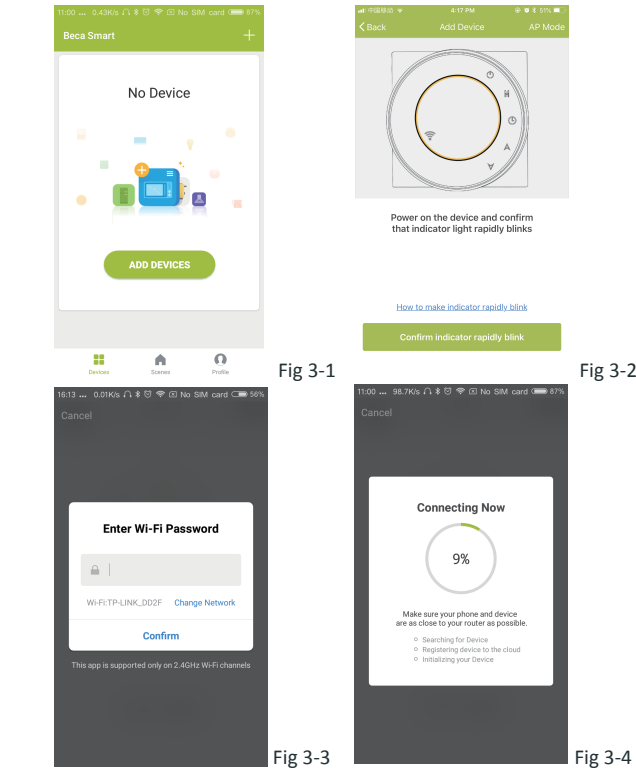 11:00 ... 0.43K/s No SIM card 87%
Beca Smart +
No Device
ADD DEVICES
Devices Scenes Profile
Fig 3-1
中国移动 4:17 PM 51%
Back Add Device AP Mode
Power on the device and confirm
that indicator light rapidly blinks
How to make indicator rapidly blink
Confirm indicator rapidly blink
Fig 3-2
16:13 ... 0.01K/s No SIM card 56%
Cancel
Enter Wi-Fi Password
Wi-Fi:TP-LINK_DD2F Change Network
Confirm
This app is supported only on 2.4GHz Wi-Fi channels
Fig 3-3
11:00 ... 98.7K/s No SIM card 87%
Cancel
Connecting Now
9%
Make sure your phone and device
are as close to your router as possible.
Searching for Device
Registering device to the cloud
Initializing your Device
Fig 3-4